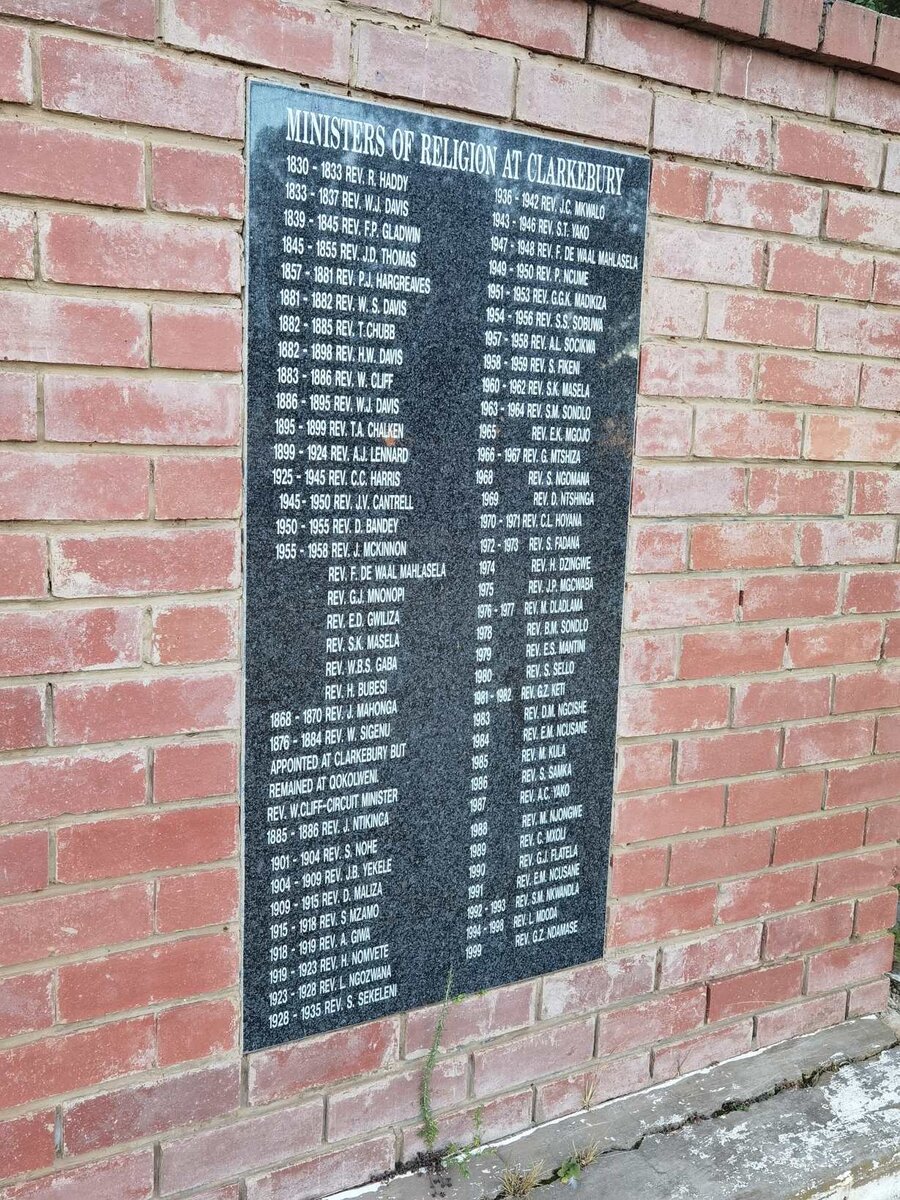 MINISTERS OF RELIGION AT CLARKEBURY
1830 - 1833 REV. R. HADDY
1833 - 1837 REV. W.J. DAVIS
1839 - 1845 REV. F.P. GLADWIN
1845 - 1855 REV. J.D. THOMAS
1857 - 1881 REV. P.J. HARGREAVES
1881 - 1882 REV. W. S. DAVIS
1882 - 1885 REV. T. CHUBB
1882 - 1898 REV. H.W. DAVIS
1883 - 1886 REV. W. CLIFF
1886 - 1895 REV. W.J. DAVIS
1895 - 1899 REV. T.A. CHALKEN
1899 - 1924 REV. A.J. LENNARD
1925 - 1945 REV. C.C. HARRIS
1945 - 1950 REV. J.V. CANTRELL
1950 - 1955 REV. D. BANDEY
1955 - 1958 REV. J. MCKINNON
REV. F. DE WAAL MAHLASELA
REV. G.J. MNONOPI
REV. E.D. GWILIZA
REV. S.K. MASELA
REV. W.B.S. GABA
REV. H. BUBESI
1868 - 1870 REV. J. MAHONGA
1876 - 1884 REV. W. SIGENU
APPOINTED AT CLARKEBURY BUT
REMAINED AT QOKOLWENI.
REV. W.CLIFF-CIRCUIT MINISTER
1885 - 1886 REV. J. NTIKINCA
1901 - 1904 REV. S. NOHE
1904 - 1909 REV. J.B. YEKELE
1909 - 1915 REV. D. MALIZA
1915 - 1918 REV. S MZAMO
1918 - 1919 REV. A. GIWA
1919 - 1923 REV. H. NOMVETE
1923 - 1928 REV. L. NGOZWANA
1928 - 1935 REV. S. SEKELENI
1936 - 1942 REV. J.C. MKWALO
1943 - 1946 REV. S.T. YAKO
1947 - 1948 REV. F. DE WAAL MAHLASELA
1949 - 1950 REV. P. NCUME
1951 - 1953 REV. G.G.K. MADIKIZA
1954 - 1956 REV. S.S. SOBUWA
1957 - 1958 REV. A.L. SOCIKWA
1958 - 1959 REV. S. FIKENI
1960 - 1962 REV. S.K. MASELA
1963 - 1964 REV. S.M. SONDLO
1965 REV. E.K. MGOJO
1966 - 1967 REV. G. MTSHIZA
1968 REV. S. NGOMANA
1969 REV. D. NTSHINGA
1970 - 1971 REV. C.L. HOYANA
1972 - 1973 REV. S. FADANA
1974 REV. H. DZINGWE
1975 REV. J.P. MGCWABA
1976 - 1977 REV. M. DLADLAMA
1978 REV. B.M. SONDLO
1979 REV. E.S. MANTINI
1980 REV. S. SELLO
1981 - 1982 REV. G.Z. KETI
1983 REV. D.M. NGCISHE
1984 REV. E.M. NCUSANE
1985 REV. M. KULA
1986 REV. S. SAMKA
1987 REV. A.C. YAKO
1988 REV. M. NJONGWE
1989 REV. C. MXOLI
1990 REV. G.J. FLATELA
1991 REV. E.M. NCUSANE
1992 - 1993 REV. S.M. NKWANDLA
1994 - 1998 REV. L. MDODA
1999 REV. G.Z. NDAMASE